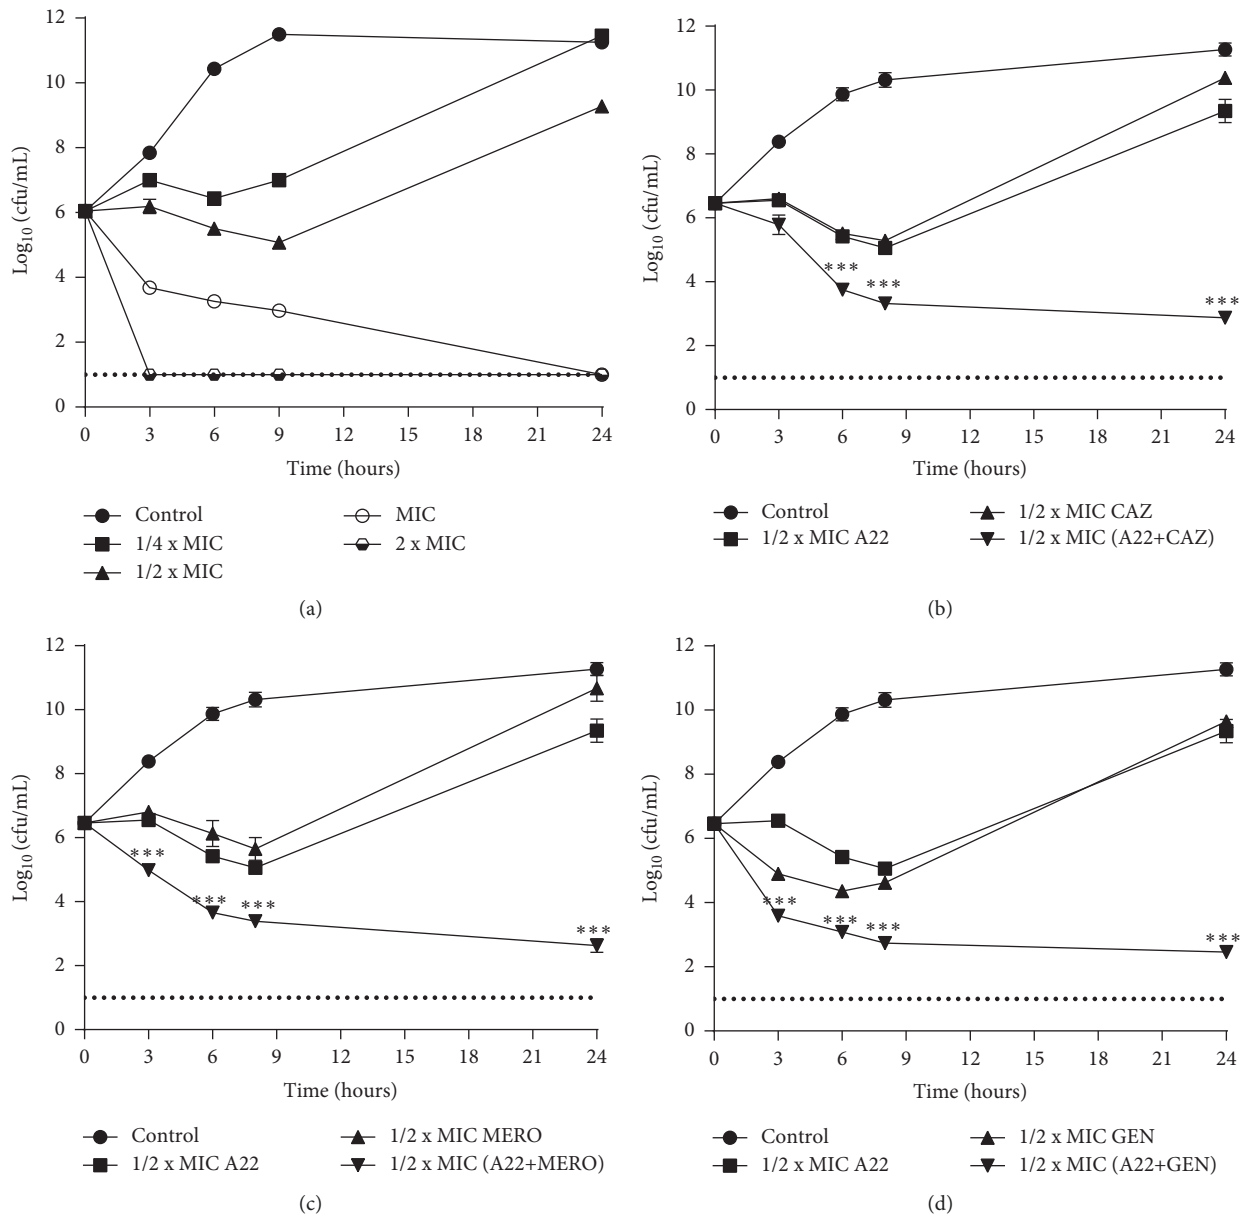 12
10
8
6
4
2
0
Log10 (cfu/mL)
0 3 6 9 12 15 18 21 24
Time (hours)
Control MIC
1/4 x MIC 2 x MIC
1/2 x MIC
(a)
12
10
8
6
4
2
0
Log10 (cfu/mL)
***
***
***
0 3 6 9 12 15 18 21 24
Time (hours)
Control 1/2 x MIC CAZ
1/2 x MIC A22 1/2 x MIC (A22+CAZ)
(b)
12
10
8
6
4
2
0
Log10 (cfu/mL)
***
***
***
***
0 3 6 9 12 15 18 21 24
Time (hours)
Control 1/2 x MIC MERO
1/2 x MIC A22 1/2 x MIC (A22+MERO)
(c)
12
10
8
6
4
2
0
Log10 (cfu/mL)
***
***
***
***
0 3 6 9 12 15 18 21 24
Time (hours)
Control 1/2 x MIC GEN
1/2 x MIC A22 1/2 x MIC (A22+GEN)
(d)